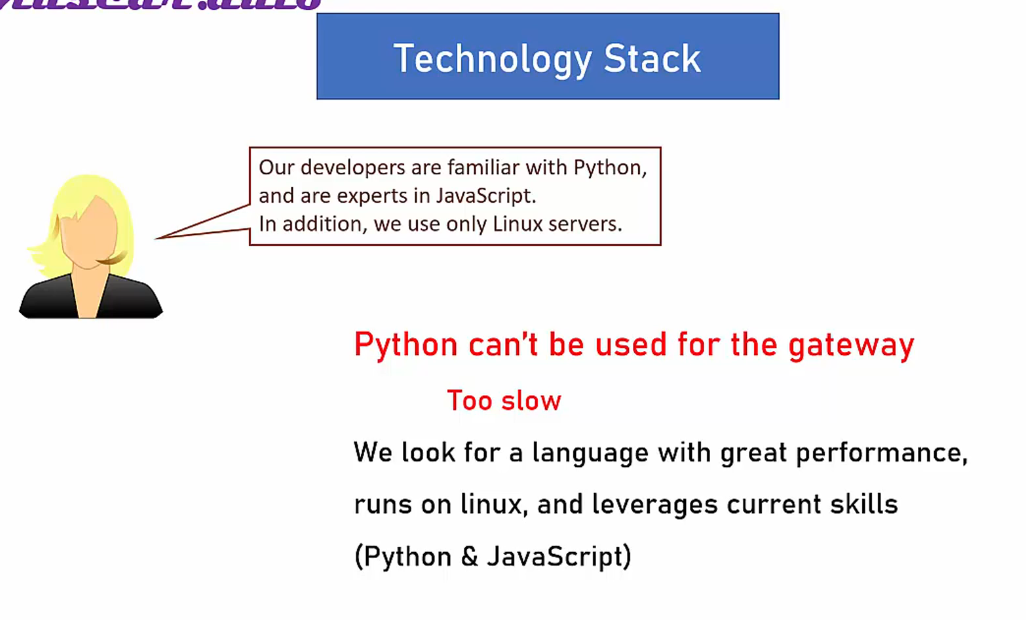 Technology Stack
Our developers are familiar with Python,
and are experts in JavaScript.
In addition, we use only Linux servers.
Python can't be used for the gateway
Too slow
We look for a language with great performance,
runs on linux, and leverages current skills
(Python & JavaScript)